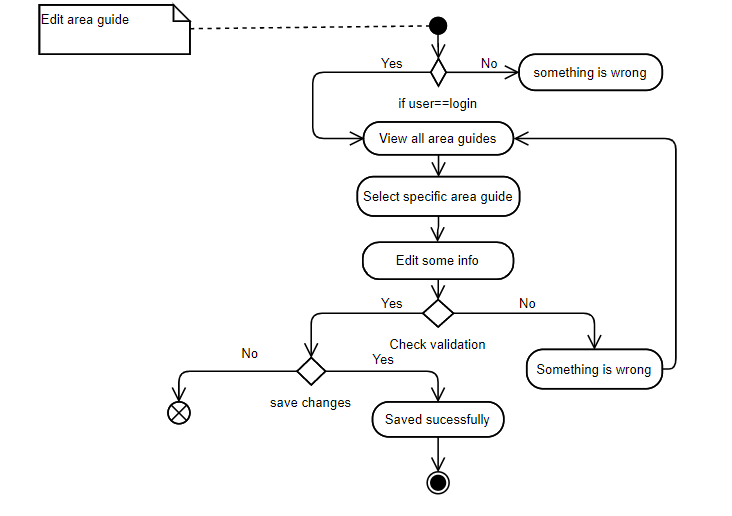 Edit area guide
Yes
No
something is wrong
if user==login
View all area guides
Select specific area guide
Edit some info
Yes
No
Check validation
No
Yes
Something is wrong
save changes
Saved sucessfully